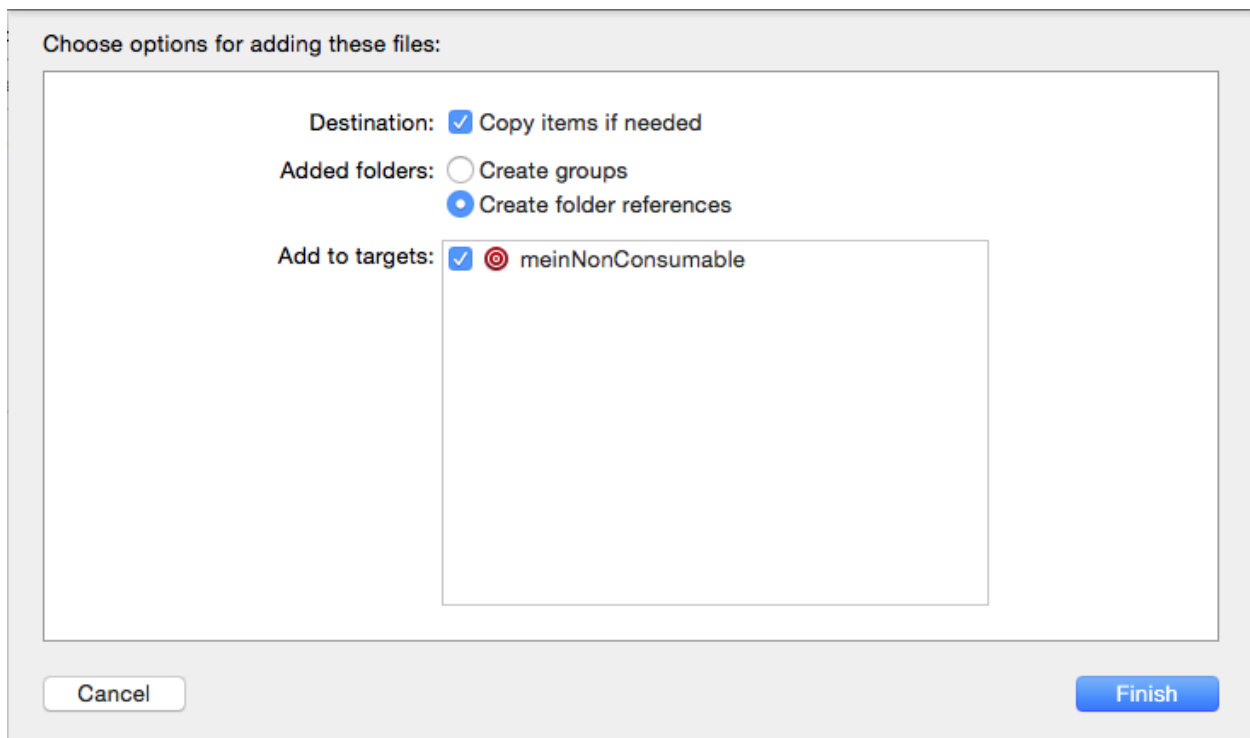 Choose options for adding these files:
Destination: Copy items if needed
Added folders: Create groups
Create folder references
Add to targets: meinNonConsumable
Cancel Finish